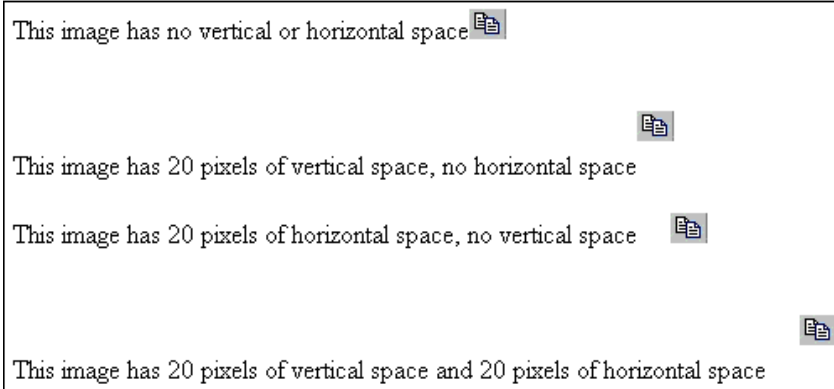 This image has no vertical or horizontal space
This image has 20 pixels of vertical space, no horizontal space
This image has 20 pixels of horizontal space, no vertical space
This image has 20 pixels of vertical space and 20 pixels of horizontal space